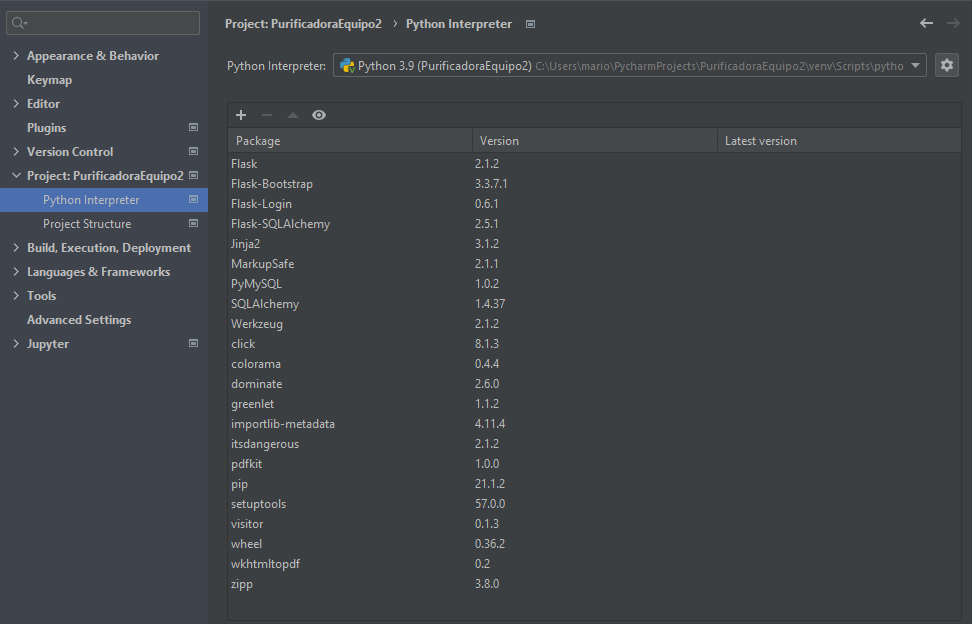 Project: PurificadoraEquipo2 › Python Interpreter
Appearance & Behavior
Keymap
Editor
Plugins
Version Control
Project: PurificadoraEquipo2
Python Interpreter
Project Structure
Build, Execution, Deployment
Languages & Frameworks
Tools
Advanced Settings
Jupyter
Python Interpreter: Python 3.9 (PurificadoraEquipo2) C:\Users\mario\PycharmProjects\PurificadoraEquipo2\venv\Scripts\pytho
Package Version Latest version
Flask 2.1.2
Flask-Bootstrap 3.3.7.1
Flask-Login 0.6.1
Flask-SQLAlchemy 2.5.1
Jinja2 3.1.2
MarkupSafe 2.1.1
PyMySQL 1.0.2
SQLAlchemy 1.4.37
Werkzeug 2.1.2
click 8.1.3
colorama 0.4.4
dominate 2.6.0
greenlet 1.1.2
importlib-metadata 4.11.4
itsdangerous 2.1.2
pdfkit 1.0.0
pip 21.1.2
setuptools 57.0.0
visitor 0.1.3
wheel 0.36.2
wkhtmltopdf 0.2
zipp 3.8.0